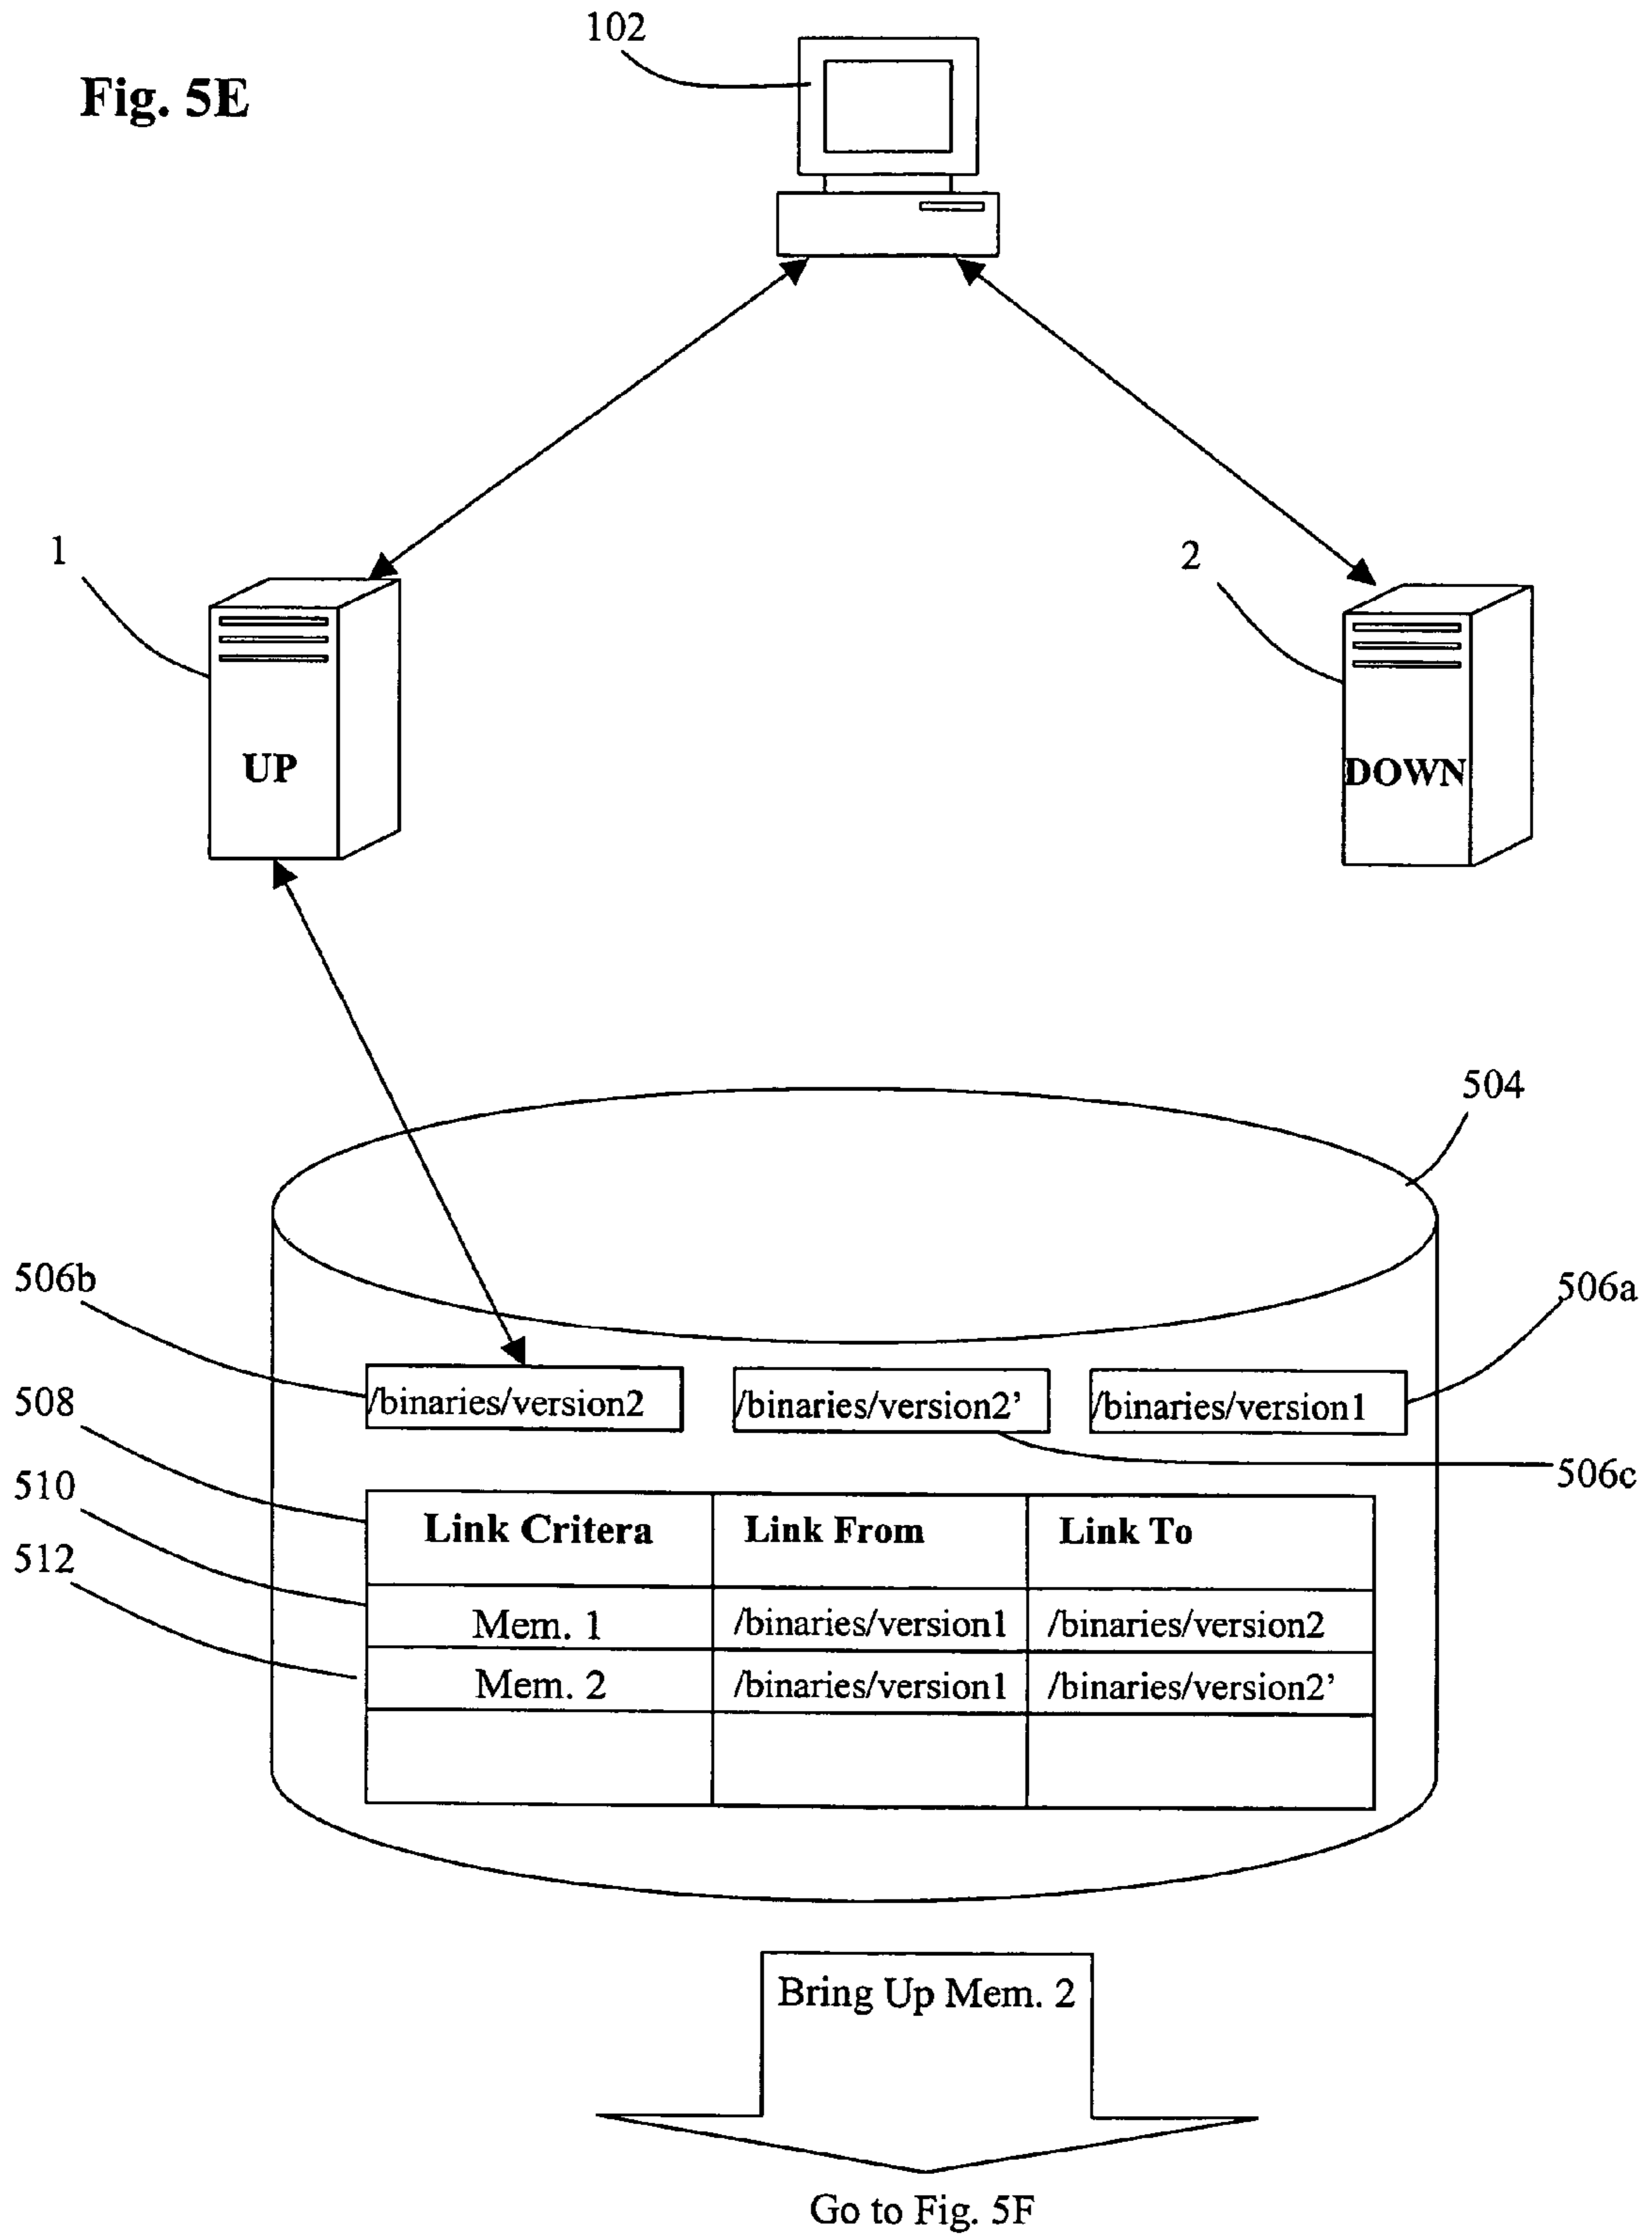 102
Fig. 5E
1
2
UP
DOWN
504
506b
506a
/binaries/version2
/binaries/version2’
/binaries/version1
508
506c
510
Link Critera
Link From
Link To
512
Mem. 1
/binaries/version1
/binaries/version2
Mem. 2
/binaries/version1
/binaries/version2’
Bring Up Mem. 2
Go to Fig. 5F